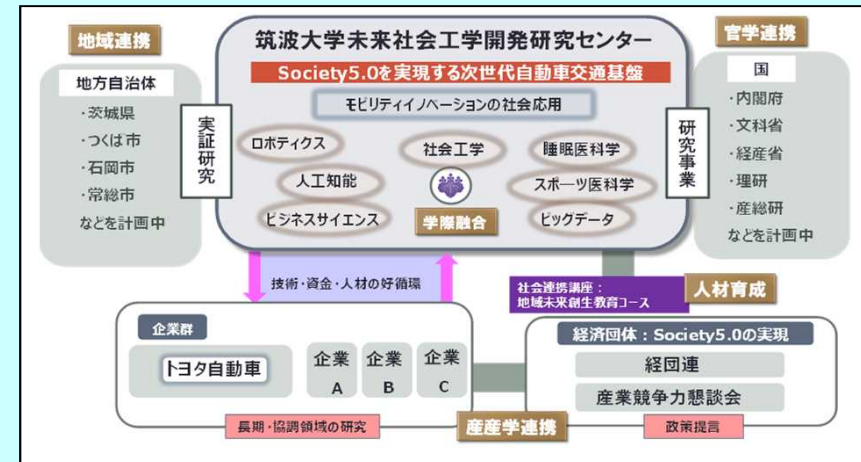 地域連携
地方自治体
・茨城県
・つくば市
・石岡市
・常総市
などを計画中
実証研究
筑波大学未来社会工学開発研究センター
Society5.0を実現する次世代自動車交通基盤
モビリティイノベーションの社会応用
ロボティクス
社会工学
睡眠医科学
人工知能
スポーツ医科学
ビジネスサイエンス
学際融合
ビッグデータ
研究事業
官学連携
国
・内閣府
・文科省
・経産省
・理研
・産総研
などを計画中
技術・資金・人材の好循環
社会連携講座：
地域未来創生教育コース
人材育成
企業群
トヨタ自動車
企業
A
企業
B
企業
C
長期・協調領域の研究
産産学連携
経済団体：Society5.0の実現
経団連
産業競争力懇談会
政策提言